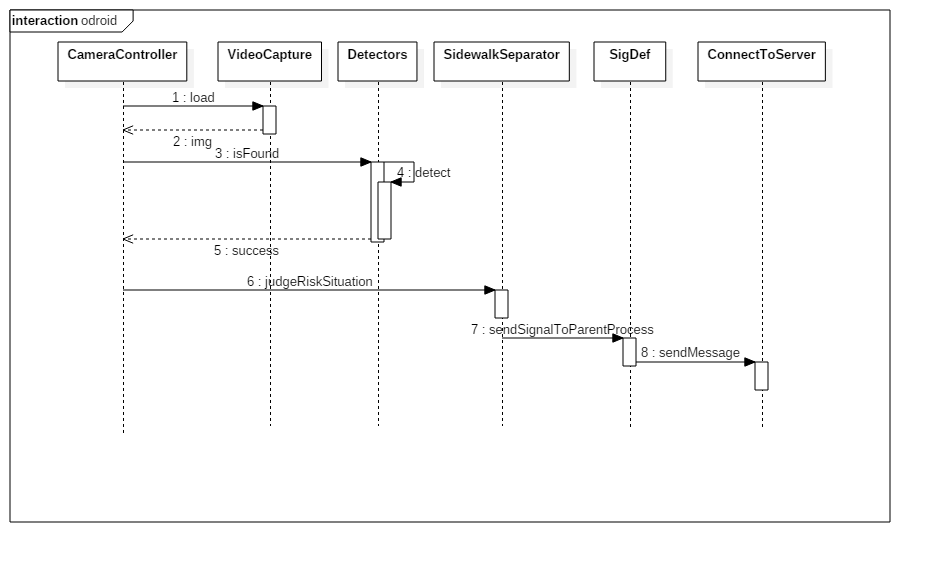 interaction odroid
CameraController
VideoCapture
Detectors
SidewalkSeparator
SigDef
ConnectToServer
1 : load
2 : img
3 : isFound
4 : detect
5 : success
6 : judgeRiskSituation
7 : sendSignalToParentProcess
8 : sendMessage